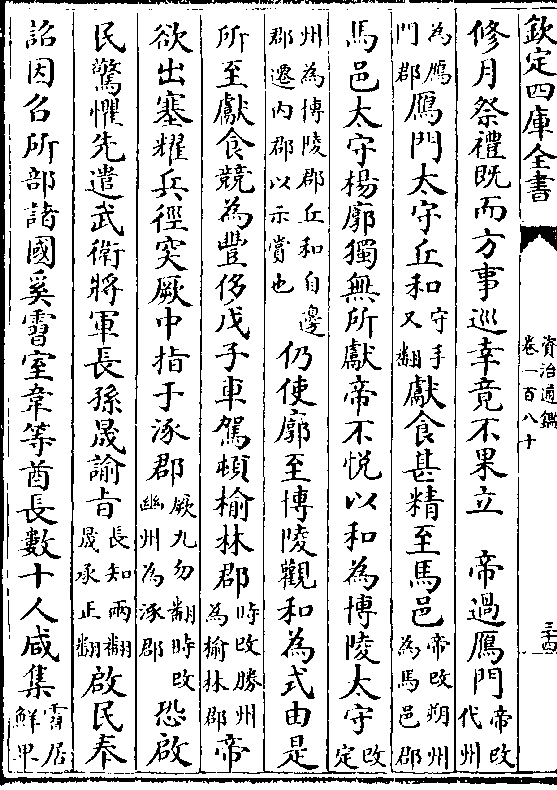 欽定四庫全書
資治通鑑
卷一百八十
三十四
修月祭禮既而方事巡幸竟不果立　帝過鴈門帝改代州
為鴈門郡鴈門太守丘和守手又翻獻食甚精至馬邑帝改朔州為馬邑郡
馬邑太守楊廓獨無所獻帝不悅以和為博陵太守改定
州為博陵郡丘和自邊郡遷内郡以示賞也仍使廓至博陵觀和為式由是
所至獻食競為豐侈戊子車駕頓榆林郡時改勝州為榆林郡帝
欲出塞耀兵徑突厥中指于涿郡厥九勿翻時改幽州為涿郡恐啟
民驚懼先遣武衛將軍長孫晟諭旨長知兩翻晟承正翻啟民奉
詔因召所部諸國奚霫室韋等酋長數十人咸集霫居鮮卑